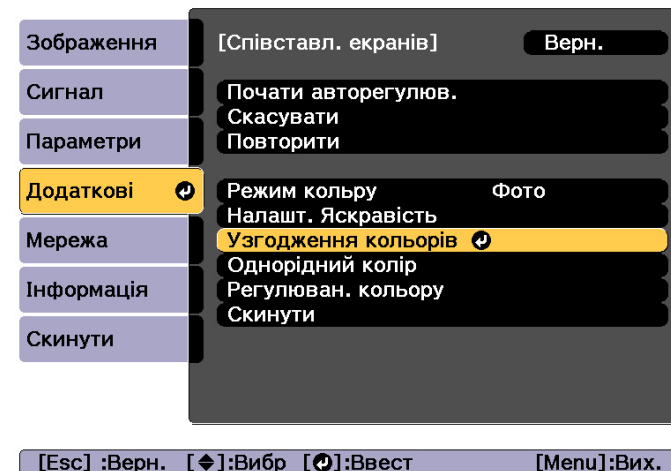 Зображення
Сигнал
Параметри
Додаткові
Мережа
Інформація
Скинути
[Співставл. екранів] Верн.
Почати авторегулюв.
Скасувати
Повторити
Режим кольру Фото
Налашт. Яскравість
Узгодження кольорів
Однорідний колір
Регулюван. кольору
Скинути
[Esc] :Верн. [ ]:Вибр [ ]:Ввест [Menu]:Вих.